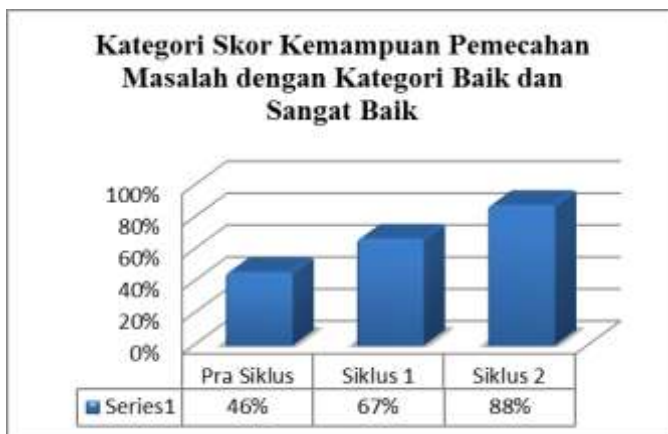 Kategori Skor Kemampuan Pemecahan
Masalah dengan Kategori Baik dan
Sangat Baik
100%
80%
60%
40%
20%
0%
Pra Siklus Siklus 1 Siklus 2
Series1 46% 67% 88%